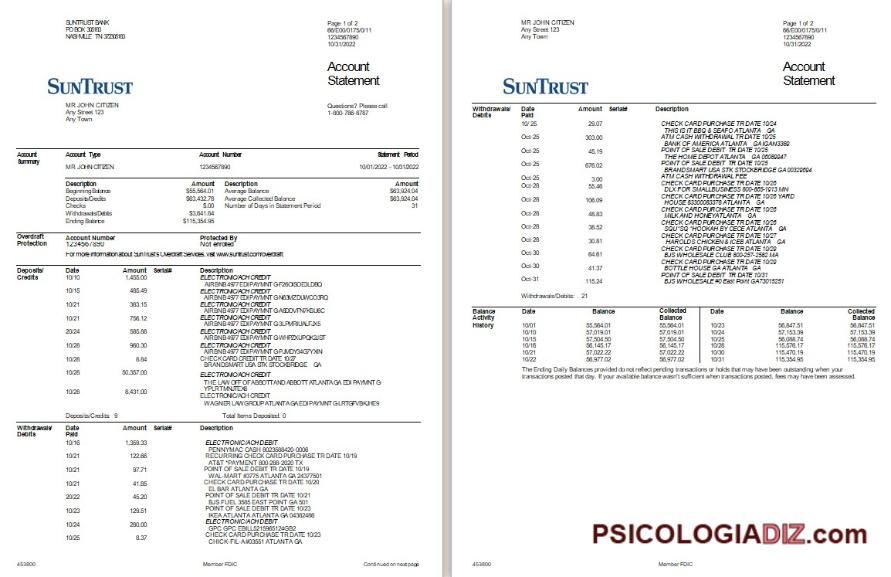 SUNTRUST BANK
PO BOX 305183
NASHVILLE TN 37230-5183
Page 1 of 2
66/E00/0175/0/11
1234567890
10/31/2022
Account
Statement
SUNTRUST
MR JOHN CITIZEN
Any Street 123
Any Town
Questions? Please call
1-800-786-8787
Account Summary
Account Type Account Number Statement Period
MR JOHN CITIZEN 1234567890 10/01/2022 – 10/31/2022
Description Amount Description Amount
Beginning Balance $55,564.01 Average Balance $63,924.04
Deposits/Credits $63,432.78 Average Collected Balance $63,924.04
Checks $.00 Number of Days in Statement Period 31
Withdrawals/Debits $3,641.84
Ending Balance $115,354.95
Overdraft Protection
Account Number Protected By
1234567890 Not enrolled
For more information about SunTrust's Overdraft Services, visit www.suntrust.com/overdraft.
Deposits/ Credits
Date Amount Serial# Description
10/10 1,455.00 ELECTRONIC/ACH CREDIT
AIRBNB 4977 EDI PAYMNT
10/15 485.49 ELECTRONIC/ACH CREDIT
AIRBNB 4977 EDI PAYMNT
10/21 383.15 ELECTRONIC/ACH CREDIT
AIRBNB 4977 EDI PAYMNT
10/21 756.12 ELECTRONIC/ACH CREDIT
AIRBNB 4977 EDI PAYMNT
20/24 585.88 ELECTRONIC/ACH CREDIT
AIRBNB 4977 EDI PAYMNT
10/28 960.30 ELECTRONIC/ACH CREDIT
AIRBNB 4977 EDI PAYMNT
10/28 8.84 CHECK CARD CREDIT TR DATE 10/27
BRANDSMART USA STK STOCKBRIDGE GA
10/28 50,357.00 ELECTRONIC/ACH CREDIT
THE LAW OFF OF ABBOTT AND ABBOTT ATLANTA GA EDI PAYMNT G
10/28 8,431.00 ELECTRONIC/ACH CREDIT
WAGNER LAW GROUP ATLANTA GA EDI PAYMNT
Deposits/Credits: 9 Total Items Deposited: 0
Withdrawals/ Debits
Date Paid Amount Serial# Description
10/16 1,359.33 ELECTRONIC/ACH DEBIT
PENNYMAC CASH 8023588420-0006
10/21 122.66 RECURRING CHECK CARD PURCHASE TR DATE 10/19
AT&T *PAYMENT 800-288-2020 TX
10/21 97.71 POINT OF SALE DEBIT TR DATE 10/19
WAL-MART #0775 ATLANTA GA 24377501
10/21 41.85 CHECK CARD PURCHASE TR DATE 10/20
EL BAR ATLANTA GA
20/22 45.20 POINT OF SALE DEBIT TR DATE 10/21
BJS FUEL 3585 EAST POINT GA 501
10/23 129.51 POINT OF SALE DEBIT TR DATE 10/21
IKEA ATLANTA ATLANTA GA 04382486
10/24 280.00 ELECTRONIC/ACH DEBIT
GPC GPC EBILL 5215985124GB2
10/25 8.37 CHECK CARD PURCHASE TR DATE 10/23
CHICK-FIL-A #03551 ATLANTA GA
453800 Member FDIC Continued on next page
MR JOHN CITIZEN
Any Street 123
Any Town
Page 1 of 2
66/E00/0175/0/11
1234567890
10/31/2022
Account
Statement
SUNTRUST
Withdrawals/ Debits
Date Paid Amount Serial# Description
10/ 25 29.07 CHECK CARD PURCHASE TR DATE 10/24
THIS IS IT BBQ & SEAFO ATLANTA GA
Oct-25 303.00 ATM CASH WITHDRAWAL TR DATE 10/25
BANK OF AMERICA ATLANTA GA IGAN3389
Oct-25 45.19 POINT OF SALE DEBIT TR DATE 10/25
THE HOME DEPOT ATLANTA GA 06089247
Oct-25 676.02 POINT OF SALE DEBIT TR DATE 10/25
BRANDSMART USA STK STOCKBRIDGE GA 00329694
Oct-25 3.00 ATM CASH WITHDRAWAL FEE
Oct-28 55.46 CHECK CARD PURCHASE TR DATE 10/26
DLX FOR SMALLBUSINESS 800-865-1913 MN
Oct-28 106.09 CHECK CARD PURCHASE TR DATE 10/26 YARD
HOUSE 83300083378 ATLANTA GA
Oct-28 48.83 CHECK CARD PURCHASE TR DATE 10/26
MILK AND HONEY ATLANTA GA
Oct-28 38.52 CHECK CARD PURCHASE TR DATE 10/26
SQU*SQ *HOOKAH BY CECE ATLANTA GA
Oct-28 30.81 CHECK CARD PURCHASE TR DATE 10/27
HAROLDS CHICKEN & ICEB ATLANTA GA
Oct-30 64.61 CHECK CARD PURCHASE TR DATE 10/29
BJS WHOLESALE CLUB 800-257-2582 MA
Oct-30 41.37 CHECK CARD PURCHASE TR DATE 10/29
BOTTLE HOUSE GA ATLANTA GA
Oct-31 115.24 POINT OF SALE DEBIT TR DATE 10/31
BJS WHOLESALE #0 East Point GA 73015251
Withdrawals/Debits: 21
Balance Activity History
Date Balance Collected Balance Date Balance Collected Balance
10/01 55,564.01 55,564.01 10/23 56,847.51 56,847.51
10/10 57,019.01 57,019.01 10/24 57,153.39 57,153.39
10/15 57,504.50 57,504.50 10/25 56,088.74 56,088.74
10/16 56,145.17 56,145.17 10/28 115,576.17 115,576.17
10/21 57,022.22 57,022.22 10/30 115,470.19 115,470.19
10/22 56,977.02 56,977.02 10/31 115,354.95 115,354.95
The Ending Daily Balances provided do not reflect pending transactions or holds that may have been outstanding when your
transactions posted that day. If your available balance wasn't sufficient when transactions posted, fees may have been assessed.
PSICOLOGIADIZ.com
453800 Member FDIC